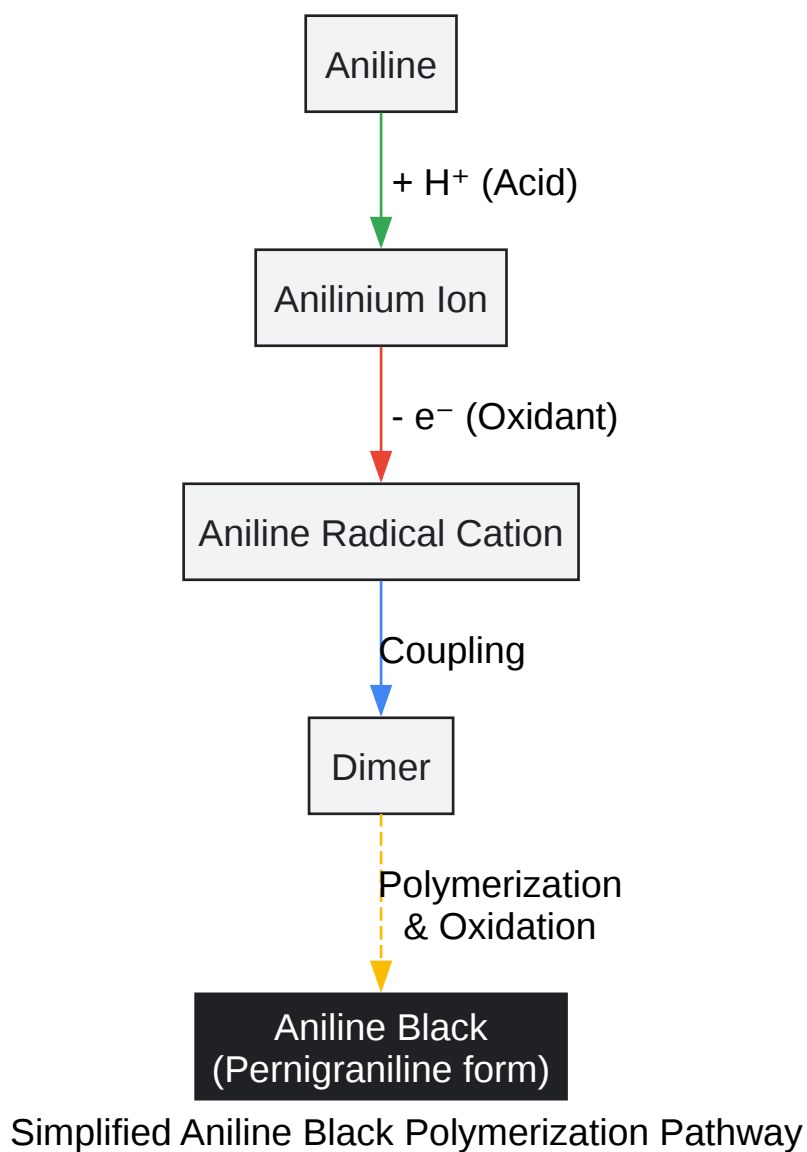 Aniline
+ H⁺ (Acid)
Anilinium Ion
- e⁻ (Oxidant)
Aniline Radical Cation
Coupling
Dimer
Polymerization
& Oxidation
Aniline Black
(Pernigraniline form)
Simplified Aniline Black Polymerization Pathway